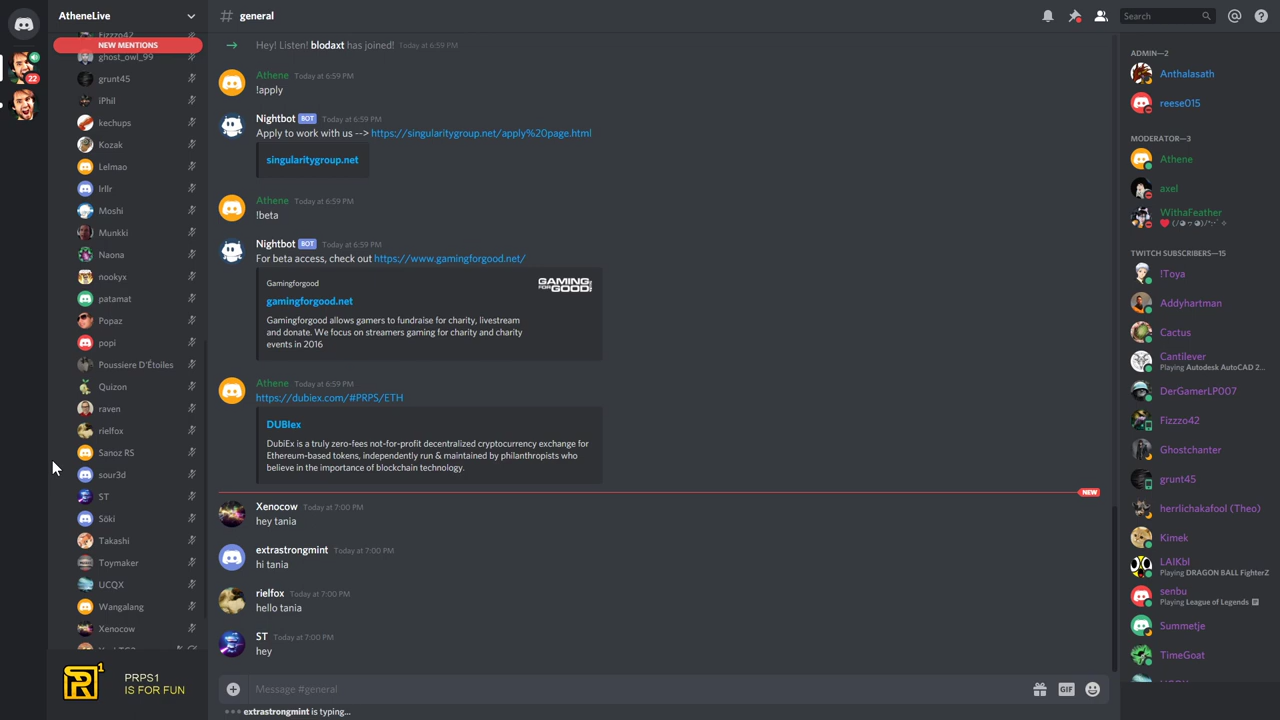 AtheneLive
general
Search
Fizzzo42
NEW MENTIONS
ghost_owl_99
grunt45
iPhil
kechups
Kozak
Lelmao
lrllr
Moshi
Munkki
Naona
nookyx
patamat
Popaz
popi
Poussiere D'Étoiles
Quizon
raven
rielfox
Sanoz RS
sour3d
ST
Söki
Takashi
Toymaker
UCQX
Wangalang
Xenocow
22
PRPS1
IS FOR FUN
Hey! Listen! blodaxt has joined! Today at 6:59 PM
Athene Today at 6:59 PM
!apply
Nightbot BOT Today at 6:59 PM
Apply to work with us --> https://singularitygroup.net/apply%20page.html
singularitygroup.net
Athene Today at 6:59 PM
!beta
Nightbot BOT Today at 6:59 PM
For beta access, check out https://www.gamingforgood.net/
Gamingforgood
GAMING
FOR GOOD
gamingforgood.net
Gamingforgood allows gamers to fundraise for charity, livestream
and donate. We focus on streamers gaming for charity and charity
events in 2016
Athene Today at 6:59 PM
https://dubiex.com/#PRPS/ETH
DUBIex
DubiEx is a truly zero-fees not-for-profit decentralized cryptocurrency exchange for
Ethereum-based tokens, independently run & maintained by philanthropists who
believe in the importance of blockchain technology.
NEW
Xenocow Today at 7:00 PM
hey tania
extrastrongmint Today at 7:00 PM
hi tania
rielfox Today at 7:00 PM
hello tania
ST Today at 7:00 PM
hey
Message #general
GIF
extrastrongmint is typing...
ADMIN—2
Anthalasath
reese015
MODERATOR—3
Athene
axel
WithaFeather
TWITCH SUBSCRIBERS—15
!Toya
Addyhartman
Cactus
Cantilever
Playing Autodesk AutoCAD 2...
DerGamerLP007
Fizzzo42
Ghostchanter
grunt45
herrlichakafool (Theo)
Kimek
LAIKbl
Playing DRAGON BALL FighterZ
senbu
Playing League of Legends
Summetje
TimeGoat